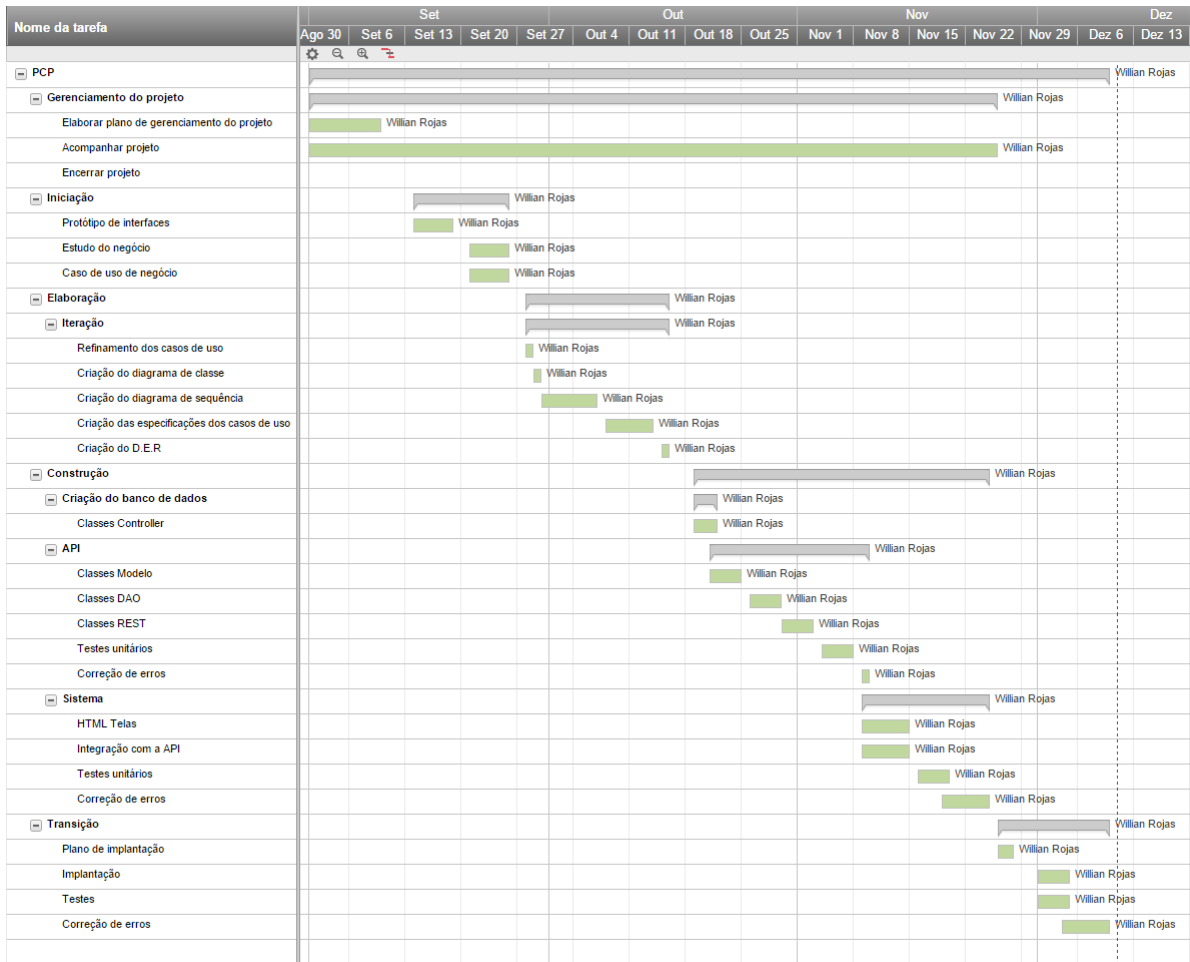 Nome da tarefa
Set Out Nov Dez
Ago 30 Set 6 Set 13 Set 20 Set 27 Out 4 Out 11 Out 18 Out 25 Nov 1 Nov 8 Nov 15 Nov 22 Nov 29 Dez 6 Dez 13
PCP Willian Rojas
Gerenciamento do projeto Willian Rojas
Elaborar plano de gerenciamento do projeto Willian Rojas
Acompanhar projeto Willian Rojas
Encerrar projeto
Iniciação Willian Rojas
Protótipo de interfaces Willian Rojas
Estudo do negócio Willian Rojas
Caso de uso de negócio Willian Rojas
Elaboração Willian Rojas
Iteração Willian Rojas
Refinamento dos casos de uso Willian Rojas
Criação do diagrama de classe Willian Rojas
Criação do diagrama de sequência Willian Rojas
Criação das especificações dos casos de uso Willian Rojas
Criação do D.E.R Willian Rojas
Construção Willian Rojas
Criação do banco de dados Willian Rojas
Classes Controller Willian Rojas
API Willian Rojas
Classes Modelo Willian Rojas
Classes DAO Willian Rojas
Classes REST Willian Rojas
Testes unitários Willian Rojas
Correção de erros Willian Rojas
Sistema Willian Rojas
HTML Telas Willian Rojas
Integração com a API Willian Rojas
Testes unitários Willian Rojas
Correção de erros Willian Rojas
Transição Willian Rojas
Plano de implantação Willian Rojas
Implantação Willian Rojas
Testes Willian Rojas
Correção de erros Willian Rojas